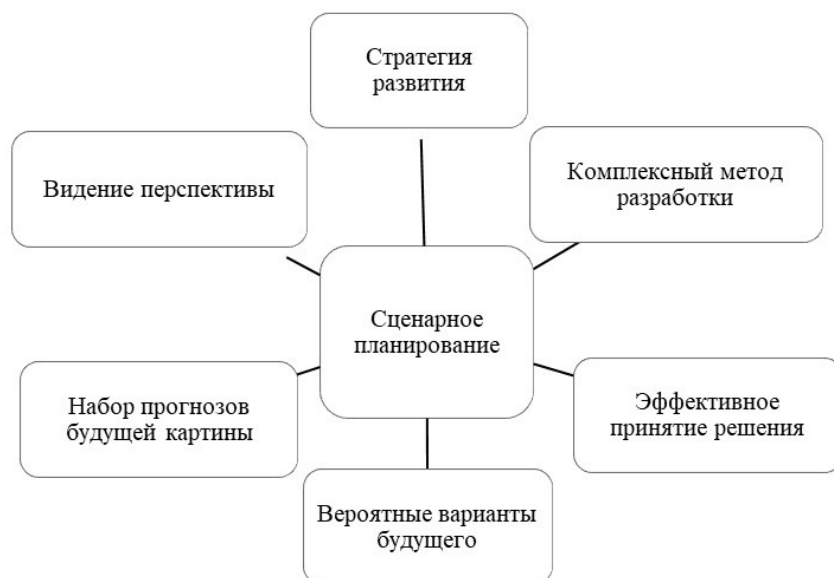 Стратегия
развития
Видение перспективы
Комплексный метод
разработки
Сценарное
планирование
Набор прогнозов
будущей картины
Эффективное
принятие решения
Вероятные варианты
будущего